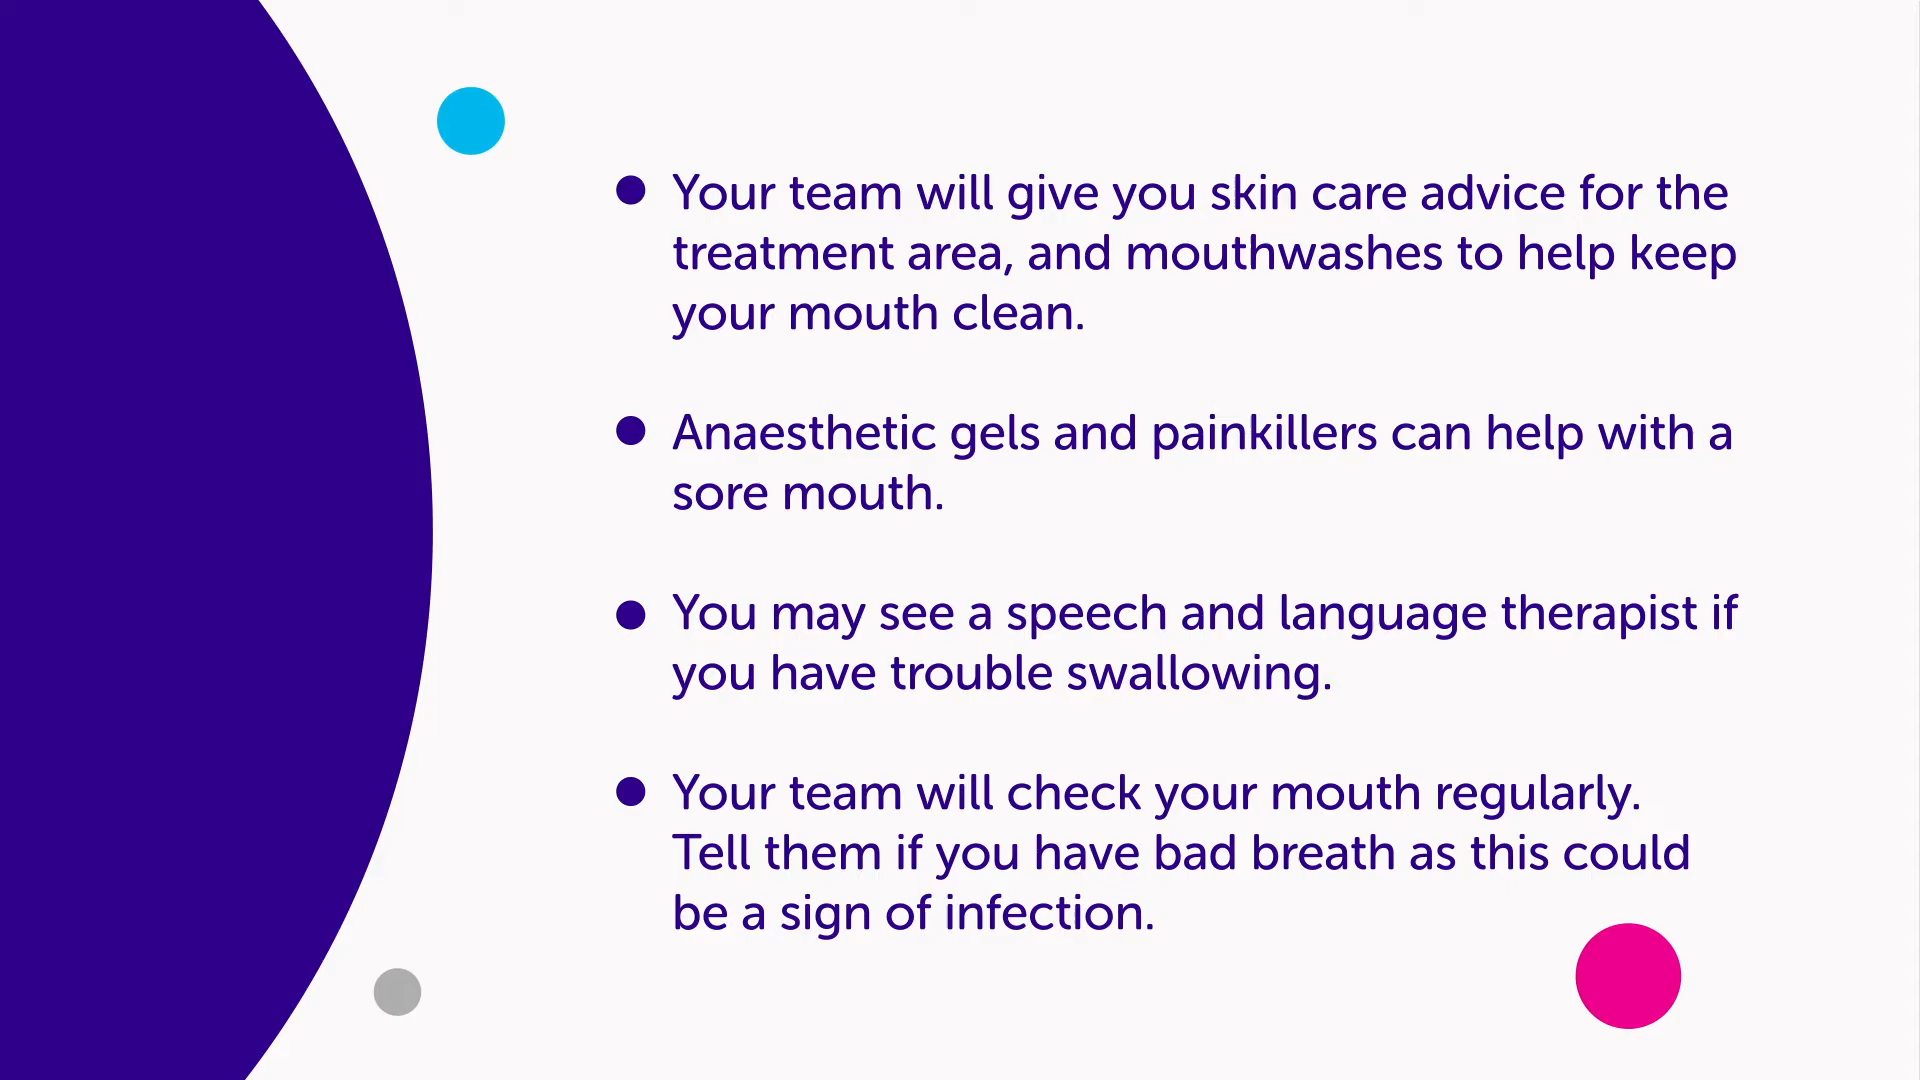 Your team will give you skin care advice for the
treatment area, and mouthwashes to help keep
your mouth clean.
Anaesthetic gels and painkillers can help with a
sore mouth.
You may see a speech and language therapist if
you have trouble swallowing.
Your team will check your mouth regularly.
Tell them if you have bad breath as this could
be a sign of infection.